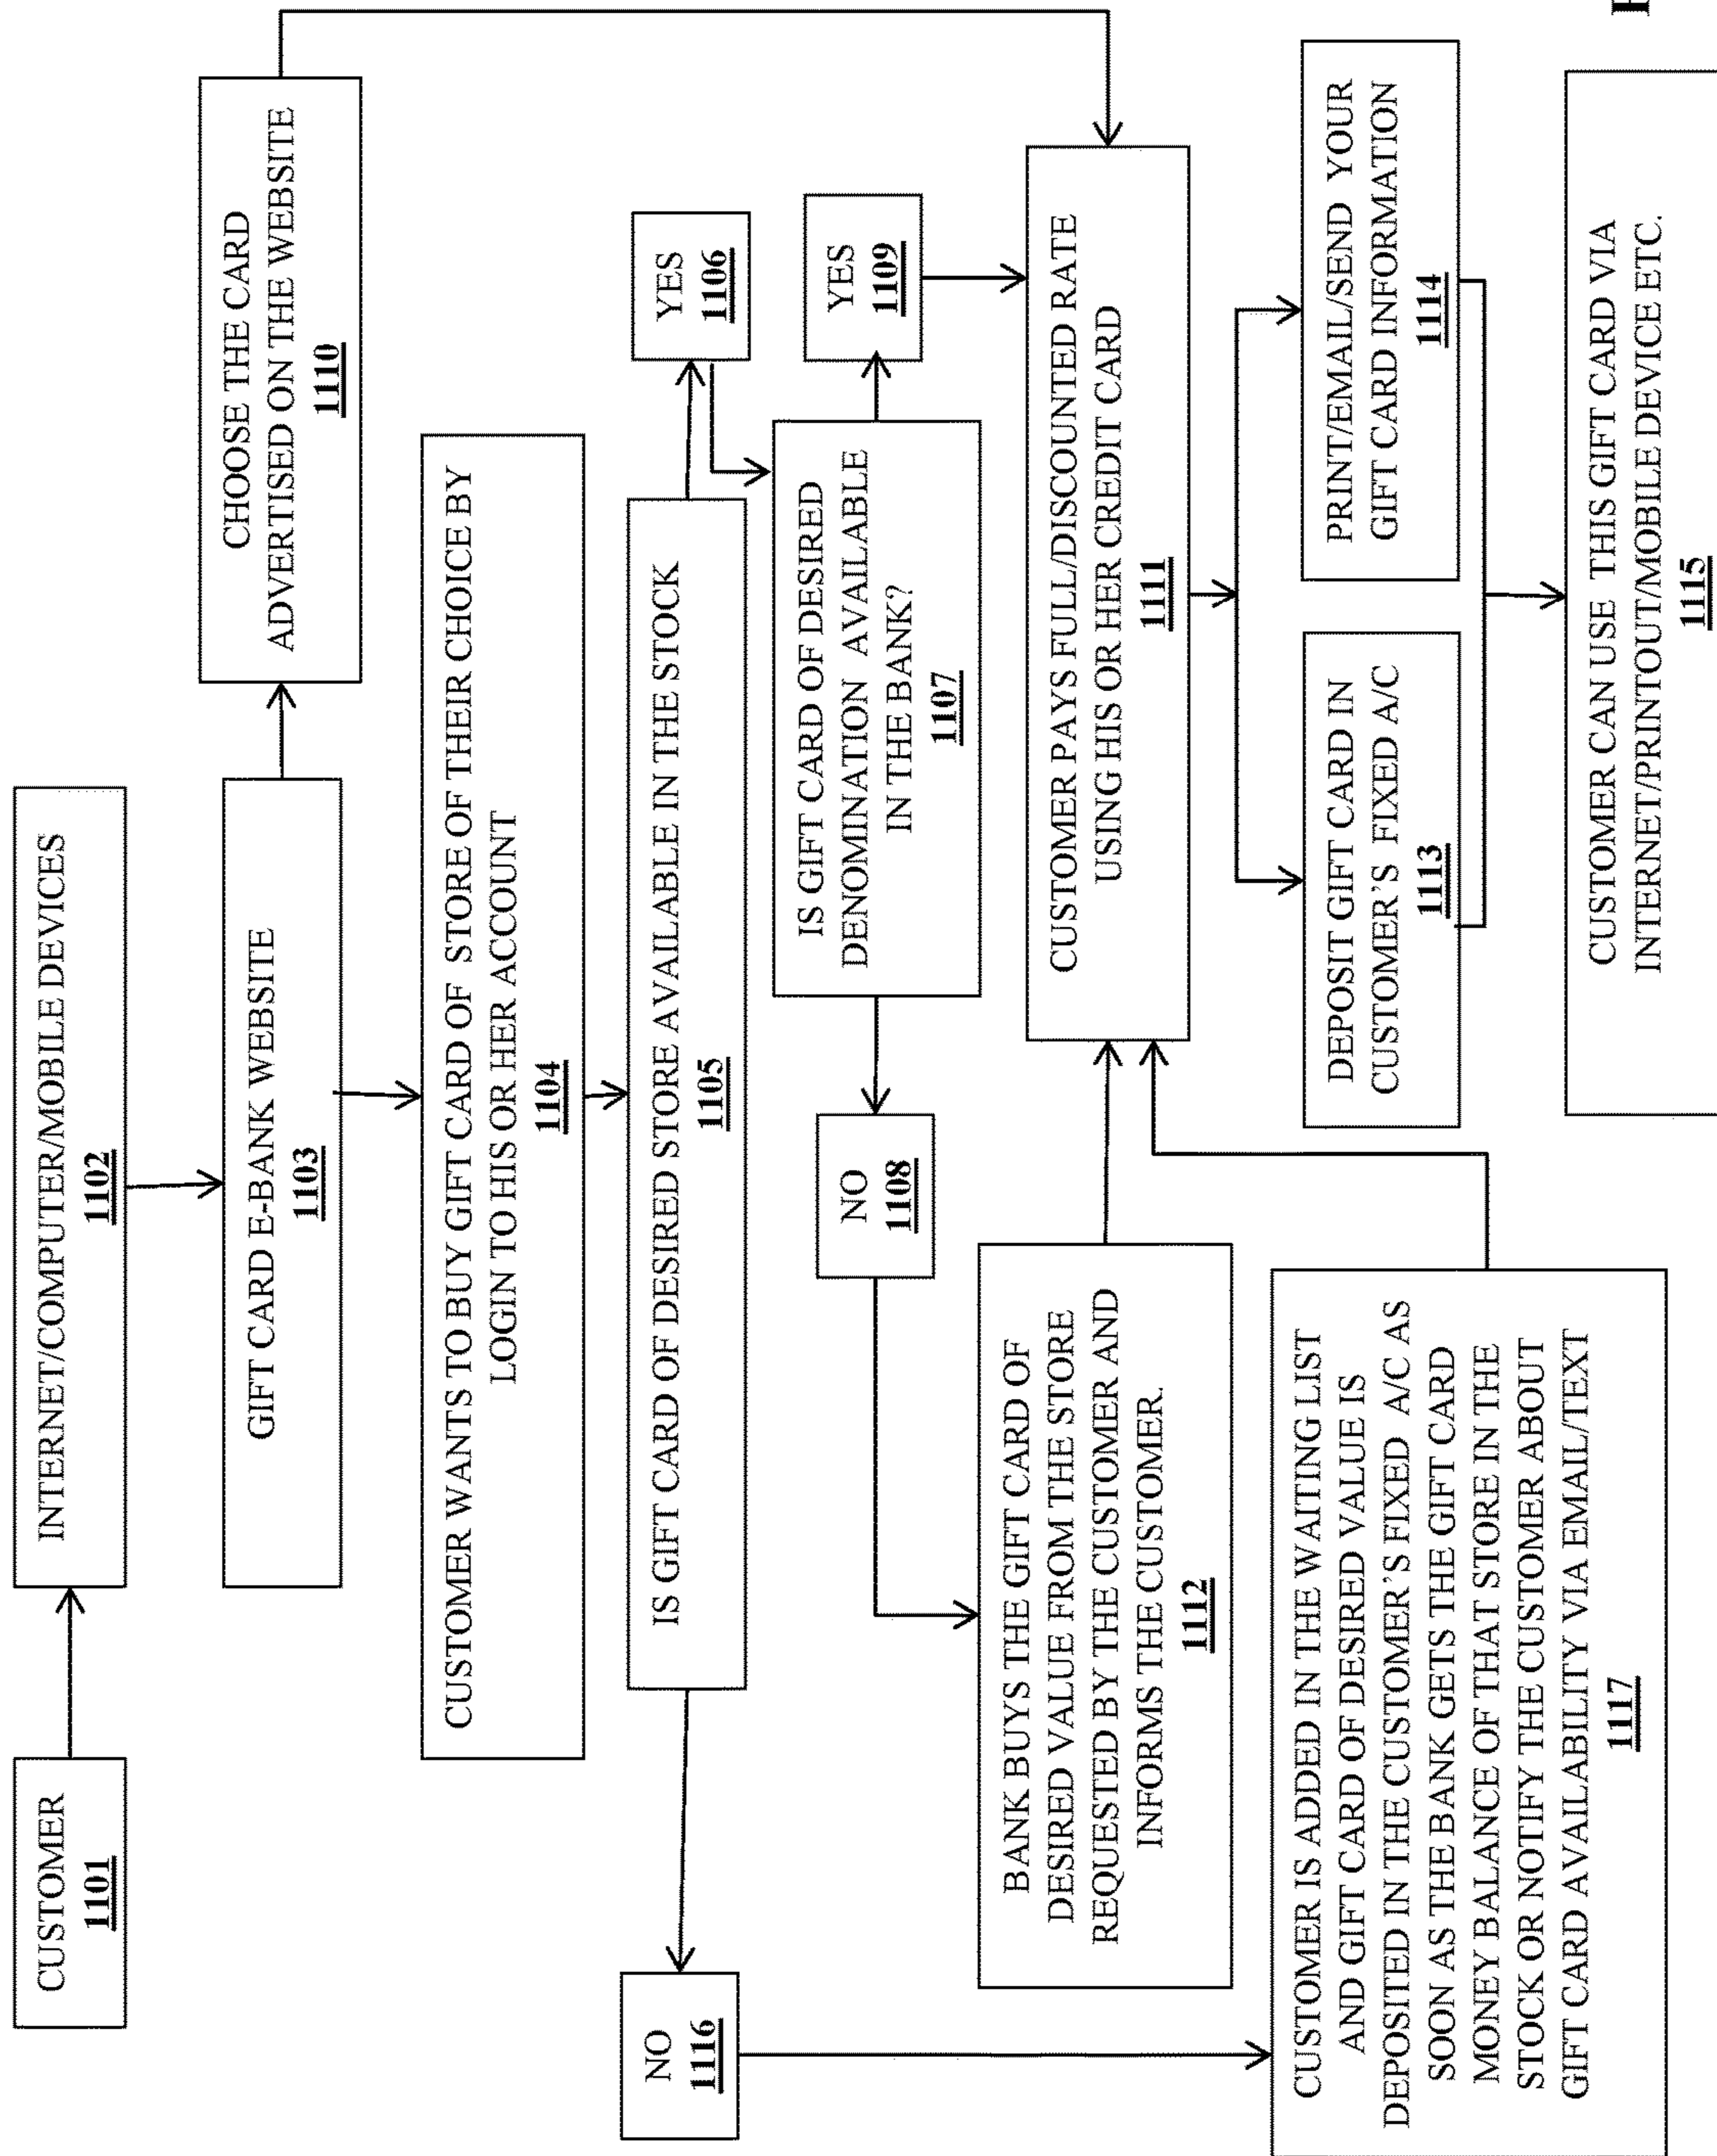 CUSTOMER
1101
INTERNET/COMPUTER/MOBILE DEVICES
1102
GIFT CARD E-BANK WEBSITE
1103
CHOOSE THE CARD
ADVERTISED ON THE WEBSITE
1110
CUSTOMER WANTS TO BUY GIFT CARD OF STORE OF THEIR CHOICE BY
LOGIN TO HIS OR HER ACCOUNT
1104
IS GIFT CARD OF DESIRED STORE AVAILABLE IN THE STOCK
1105
NO
1116
YES
1106
IS GIFT CARD OF DESIRED
DENOMINATION AVAILABLE
IN THE BANK?
1107
NO
1108
YES
1109
BANK BUYS THE GIFT CARD OF
DESIRED VALUE FROM THE STORE
REQUESTED BY THE CUSTOMER AND
INFORMS THE CUSTOMER.
1112
CUSTOMER PAYS FULL/DISCOUNTED RATE
USING HIS OR HER CREDIT CARD
1111
CUSTOMER IS ADDED IN THE WAITING LIST
AND GIFT CARD OF DESIRED VALUE IS
DEPOSITED IN THE CUSTOMER'S FIXED A/C AS
SOON AS THE BANK GETS THE GIFT CARD
MONEY BALANCE OF THAT STORE IN THE
STOCK OR NOTIFY THE CUSTOMER ABOUT
GIFT CARD AVAILABILITY VIA EMAIL/TEXT
1117
DEPOSIT GIFT CARD IN
CUSTOMER'S FIXED A/C
1113
PRINT/EMAIL/SEND YOUR
GIFT CARD INFORMATION
1114
CUSTOMER CAN USE THIS GIFT CARD VIA
INTERNET/PRINTOUT/MOBILE DEVICE ETC.
1115